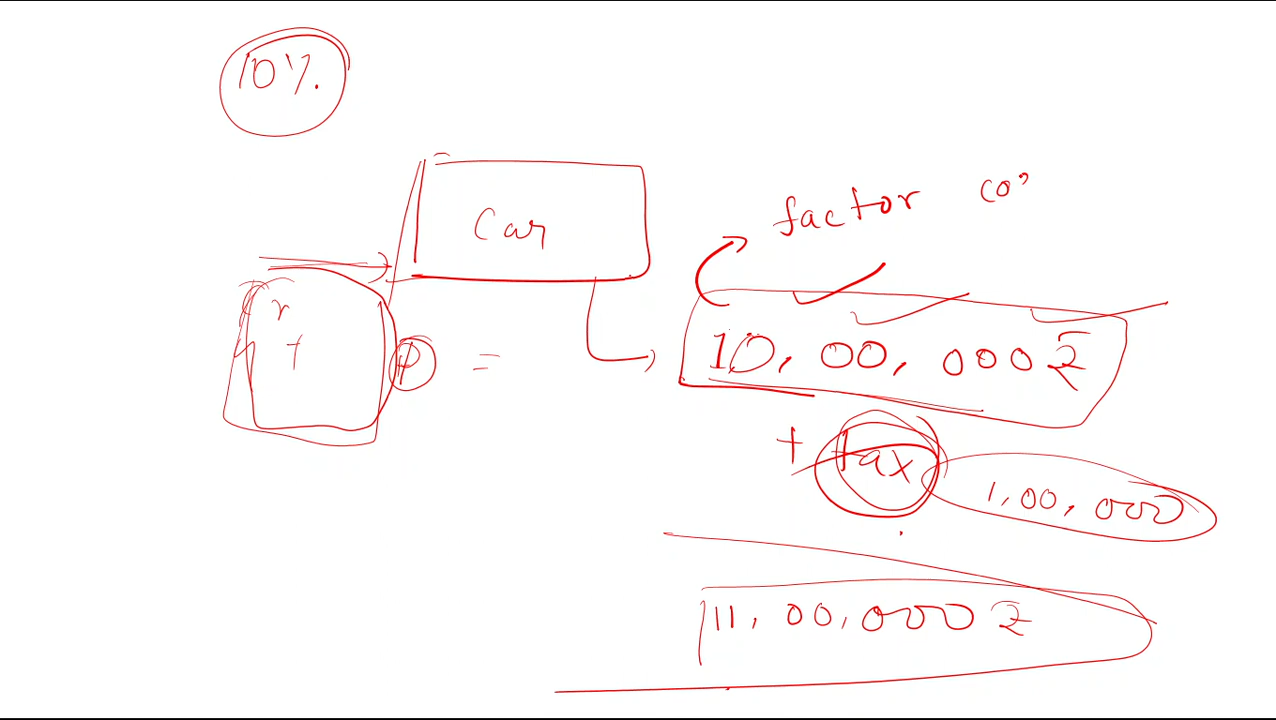 10%.
Car
factor co
r
+
P =
10,00,000₹
+ tax
1,00,000
11,00,000₹